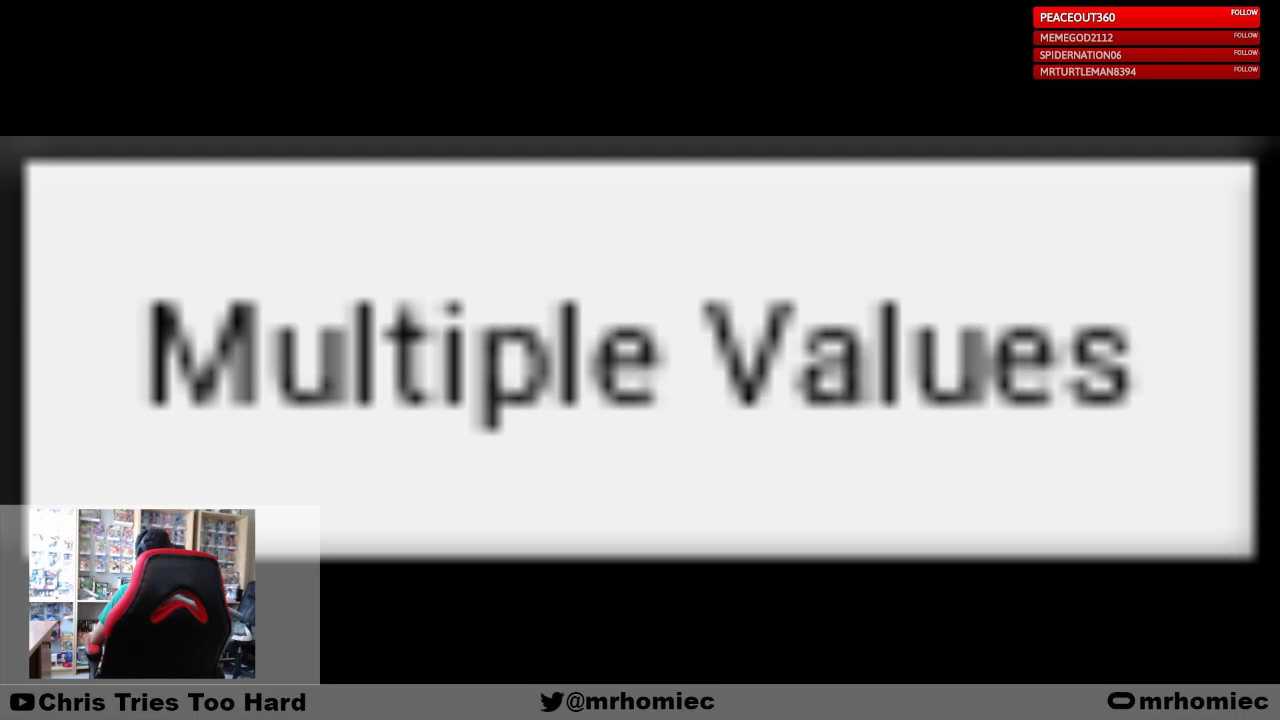 PEACEOUT360 FOLLOW
MEMEGOD2112 FOLLOW
SPIDERNATION06 FOLLOW
MRTURTLEMAN8394 FOLLOW
Multiple Values
Chris Tries Too Hard
@mrhomiec
mrhomiec